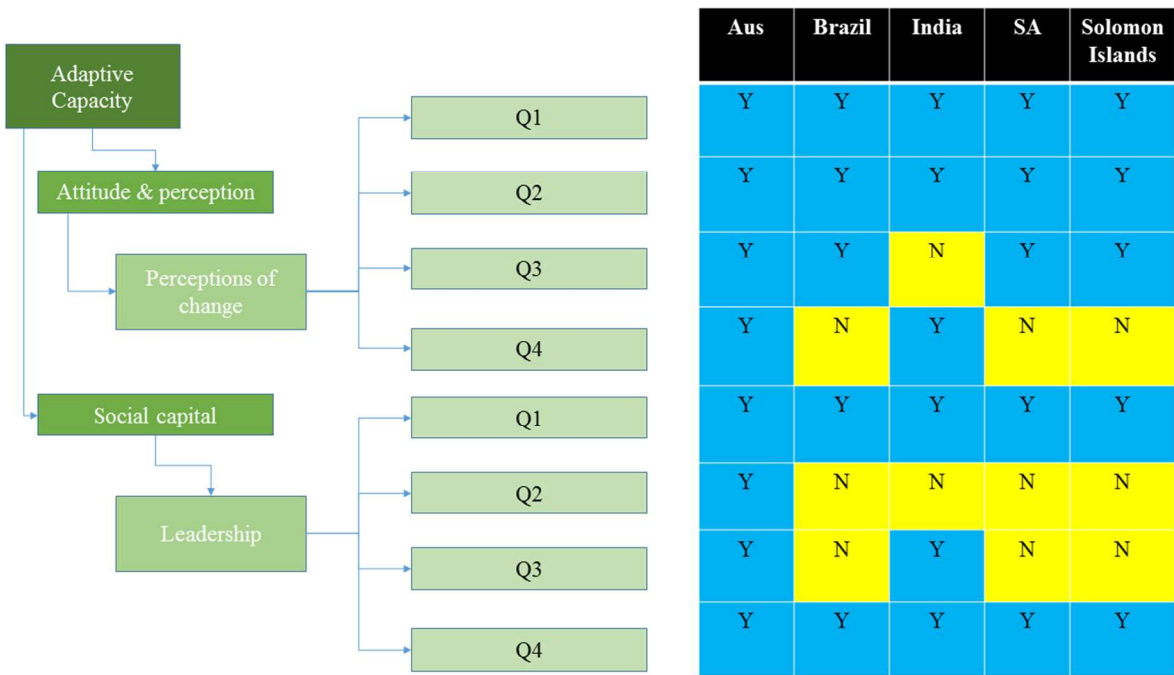 Adaptive
Capacity
Attitude & perception
Perceptions of
change
Social capital
Leadership
Q1
Q2
Q3
Q4
Q1
Q2
Q3
Q4
Aus Brazil India SA Solomon
Islands
Y Y Y Y Y
Y Y Y Y Y
Y Y N Y Y
Y N Y N N
Y Y Y Y Y
Y N N N N
Y N Y N N
Y Y Y Y Y